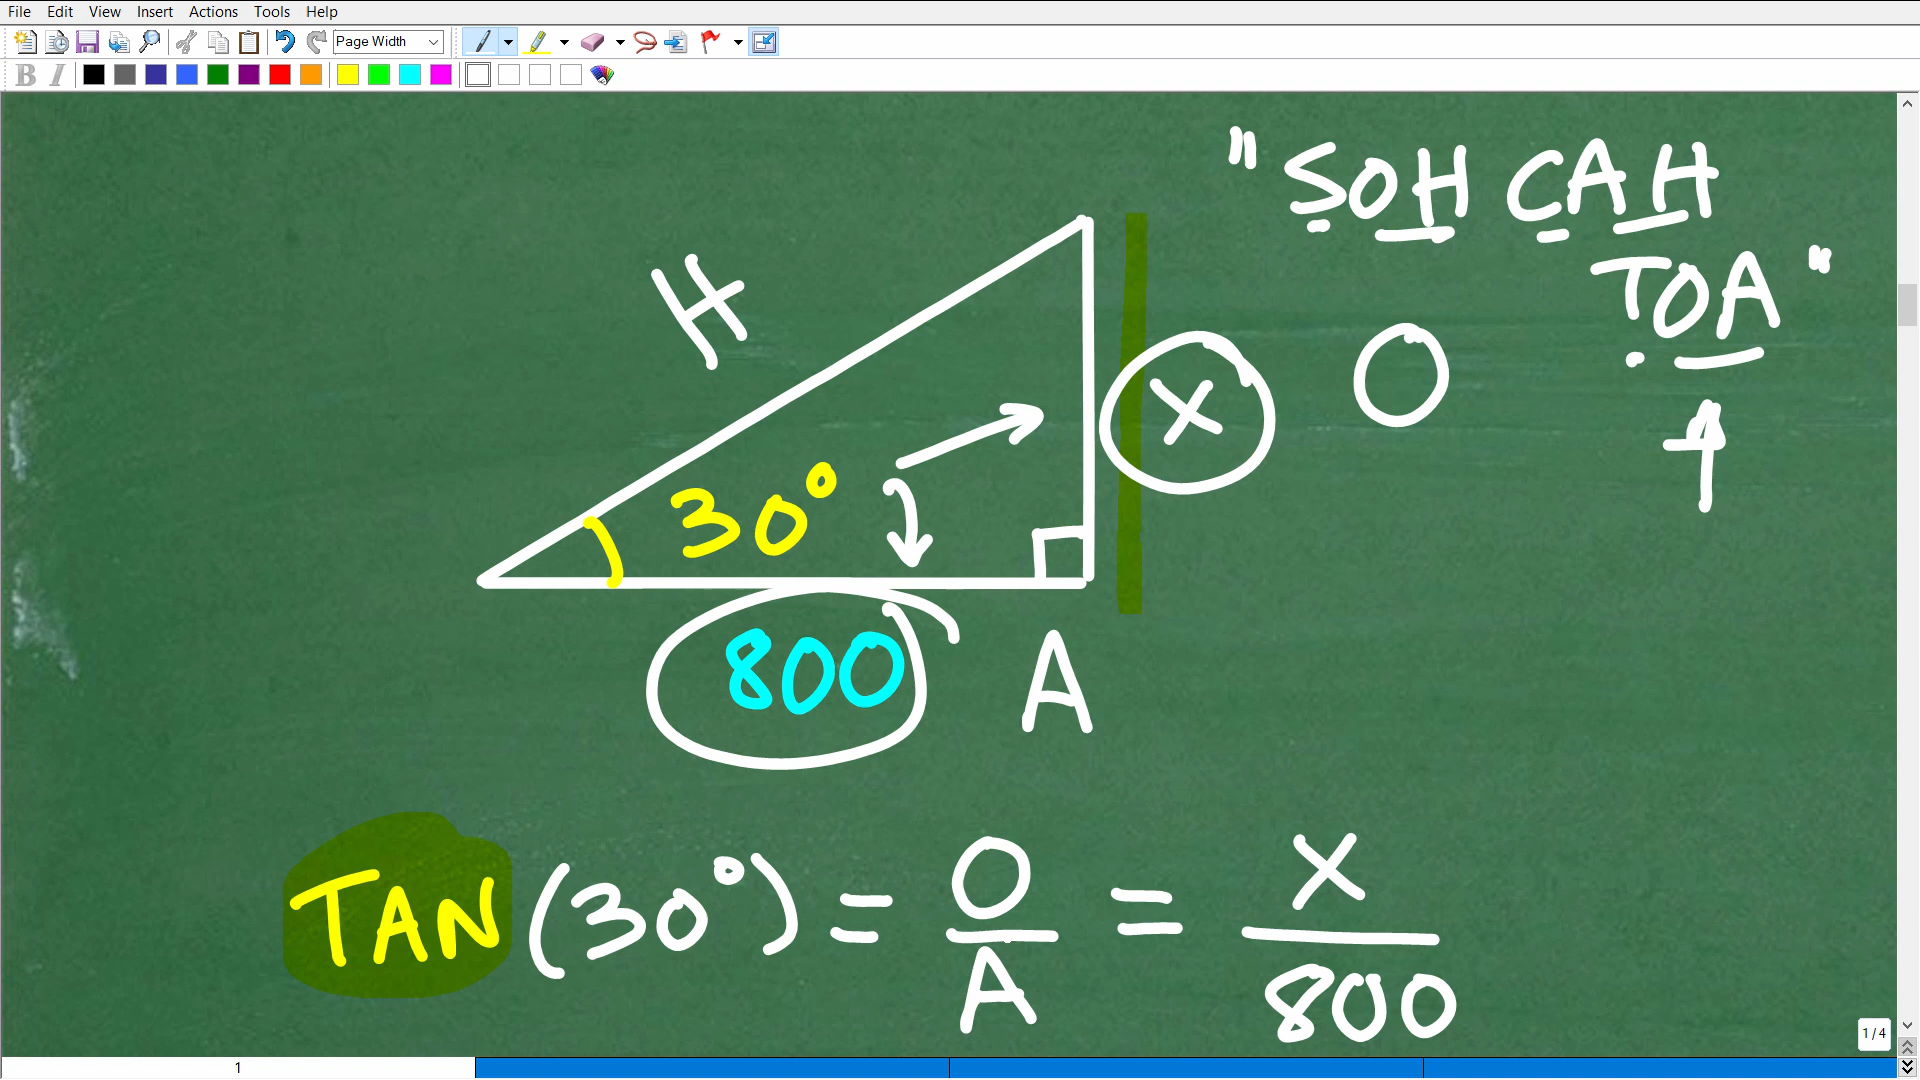 File Edit View Insert Actions Tools Help
Page Width
B I
"SOH CAH
TOA"
H
X O
30°
800 A
TAN (30°) = O/A = X/800
1 / 4
1